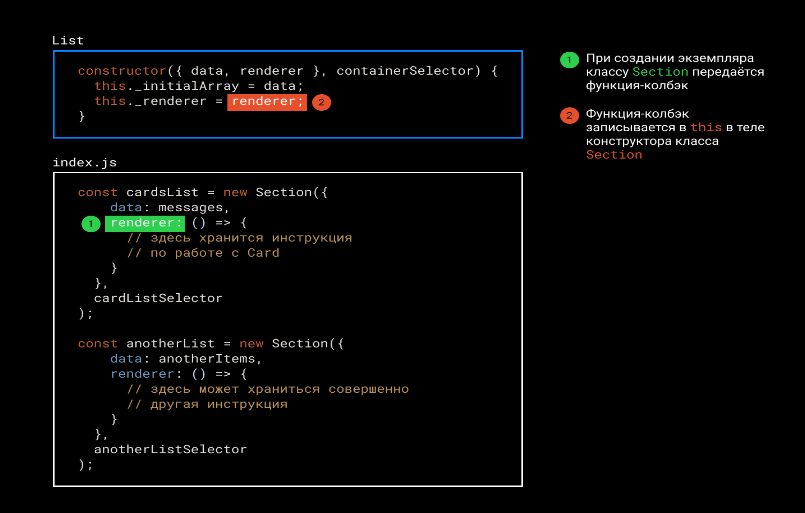 List
constructor({ data, renderer }, containerSelector) {
this._initialArray = data;
this._renderer = renderer; 2
}
index.js
const cardsList = new Section({
data: messages,
1 renderer: () => {
// здесь хранится инструкция
// по работе с Card
}
},
cardListSelector
);
const anotherList = new Section({
data: anotherItems,
renderer: () => {
// здесь может храниться совершенно
// другая инструкция
}
},
anotherListSelector
);
1 При создании экземпляра
классу Section передаётся
функция-колбэк
2 Функция-колбэк
записывается в this в теле
конструктора класса
Section